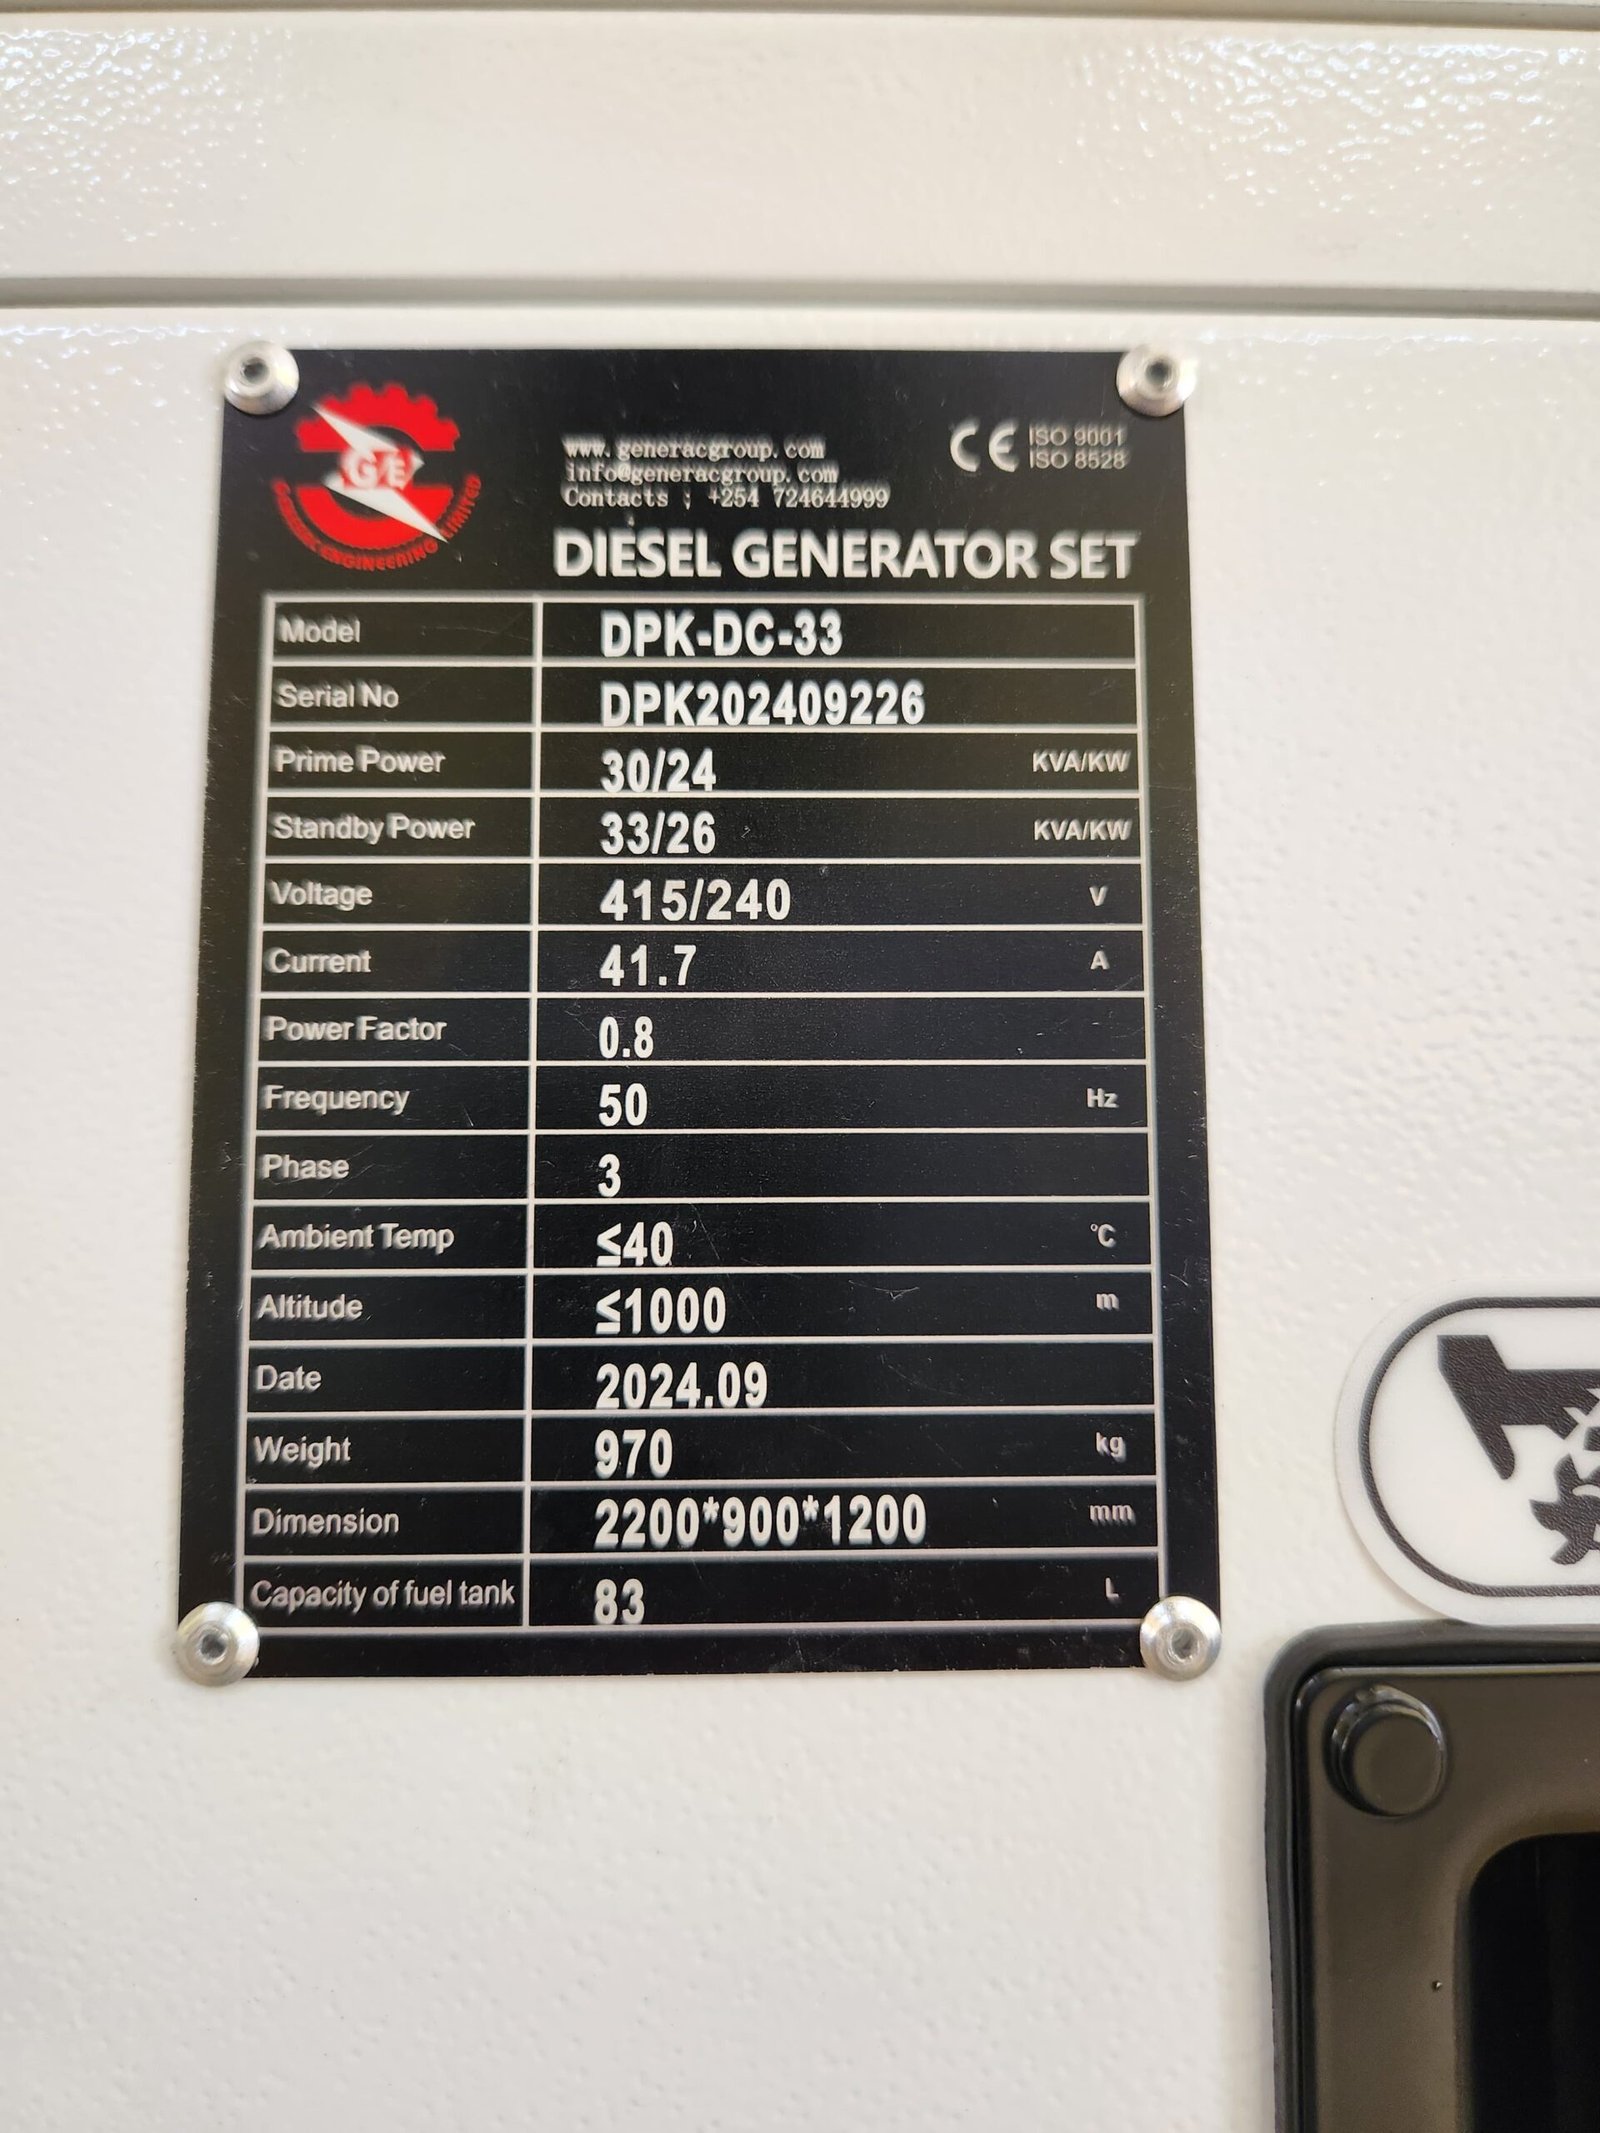 G/E
ENGINEERING LIMITED
www.generacgroup.com
info@generacgroup.com
Contacts ; +254 724644999
CE ISO 9001
ISO 8528
DIESEL GENERATOR SET
Model DPK-DC-33
Serial No DPK202409226
Prime Power 30/24 KVA/KW
Standby Power 33/26 KVA/KW
Voltage 415/240 V
Current 41.7 A
Power Factor 0.8
Frequency 50 Hz
Phase 3
Ambient Temp ≤40 °C
Altitude ≤1000 m
Date 2024.09
Weight 970 kg
Dimension 2200*900*1200 mm
Capacity of fuel tank 83 L